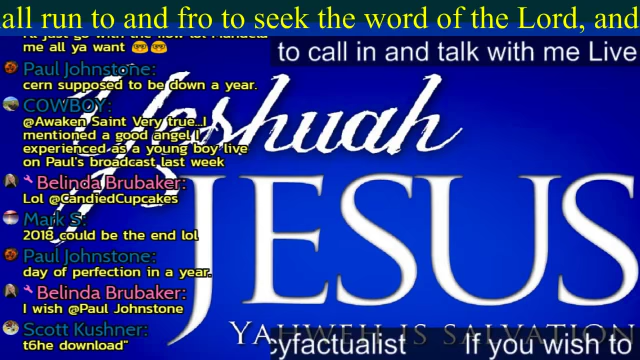 all run to and fro to seek the word of the Lord, and
me all ya want
to call in and talk with me Live
Paul Johnstone:
cern supposed to be down a year.
COWBOY:
@Awaken Saint Very true...I
mentioned a good angel I
experienced as a young boy live
on Paul's broadcast last week
Belinda Brubaker:
Lol @CandiedCupcakes
Mark S:
2018 could be the end lol
Paul Johnstone:
day of perfection in a year.
Belinda Brubaker:
I wish @Paul Johnstone
Scott Kushner:
t6he download"
Yeshuah
JESUS
YAHWEH IS SALVATION
cyfactualist
If you wish to